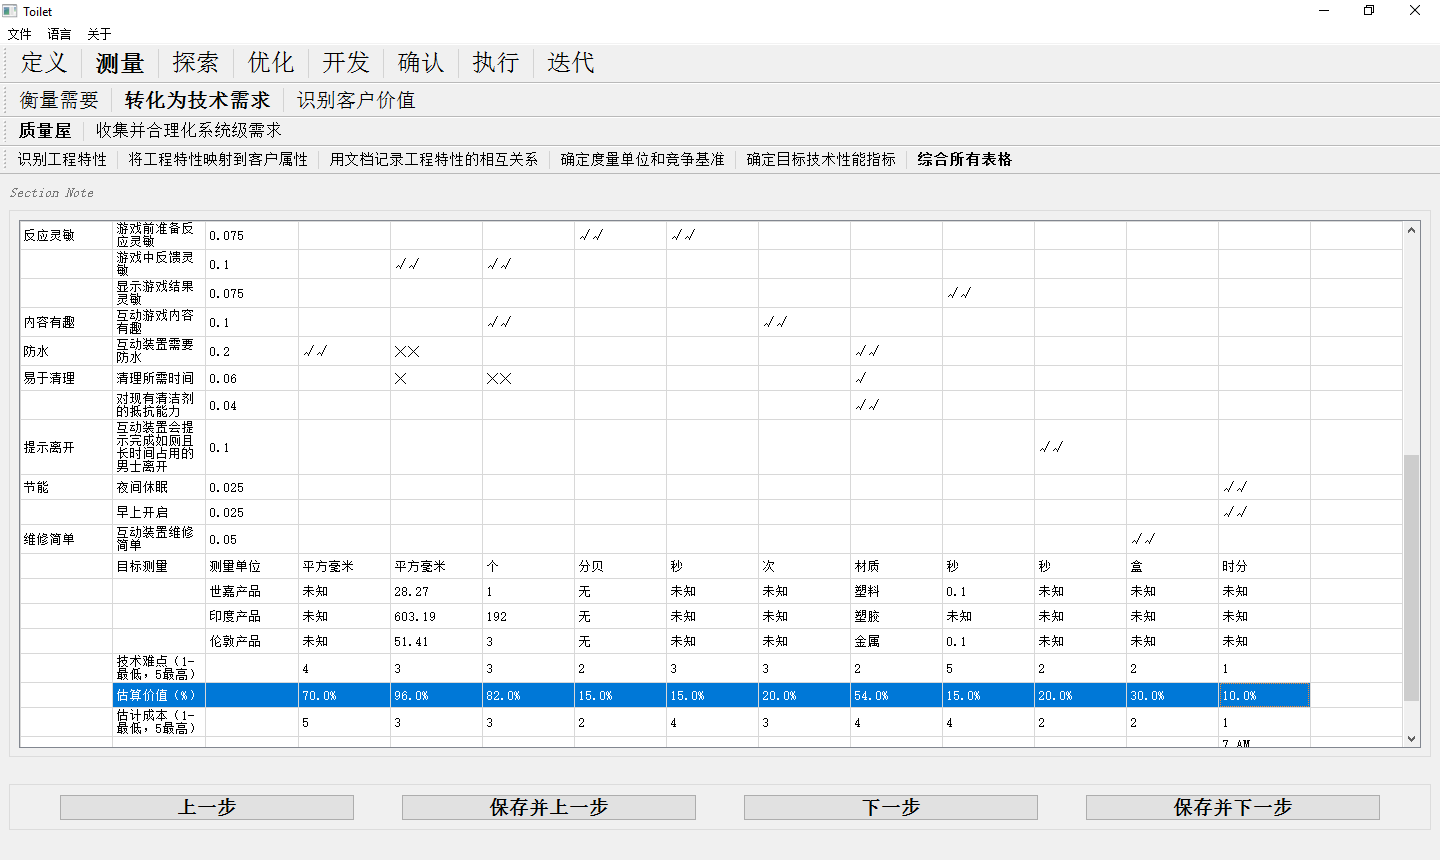 Toilet
文件 语言 关于
定义 测量 探索 优化 开发 确认 执行 迭代
衡量需要 转化为技术需求 识别客户价值
质量屋 收集并合理化系统级需求
识别工程特性 将工程特性映射到客户属性 用文档记录工程特性的相互关系 确定度量单位和竞争基准 确定目标技术性能指标 综合所有表格
Section Note
反应灵敏 游戏前准备反应灵敏 0.075 √√ √√
游戏中反馈灵敏 0.1 √√ √√
显示游戏结果灵敏 0.075 √√
内容有趣 互动游戏内容有趣 0.1 √√ √√
防水 互动装置需要防水 0.2 √√ ×× √√
易于清理 清理所需时间 0.06 × ×× √
对现有清洁剂的抵抗能力 0.04 √√
提示离开 互动装置会提示完成如厕且长时间占用的男士离开 0.1 √√
节能 夜间休眠 0.025 √√
早上开启 0.025 √√
维修简单 互动装置维修简单 0.05 √√
目标测量 测量单位 平方毫米 平方毫米 个 分贝 秒 次 材质 秒 秒 盒 时分
世嘉产品 未知 28.27 1 无 未知 未知 塑料 0.1 未知 未知 未知
印度产品 未知 603.19 192 无 未知 未知 塑胶 未知 未知 未知 未知
伦敦产品 未知 51.41 3 无 未知 未知 金属 0.1 未知 未知 未知
技术难点（1-最低，5最高） 4 3 3 2 3 3 2 5 2 2 1
估算价值（%） 70.0% 96.0% 82.0% 15.0% 15.0% 20.0% 54.0% 15.0% 20.0% 30.0% 10.0%
估计成本（1-最低，5最高） 5 3 3 2 4 3 4 4 2 2 1
7 AM
上一步 保存并上一步 下一步 保存并下一步